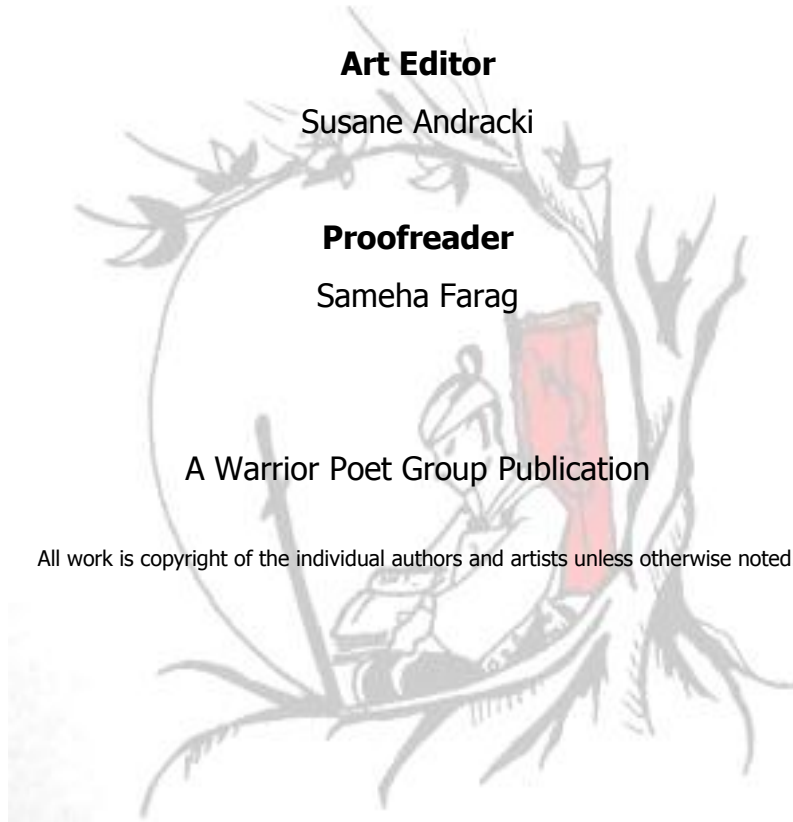 Art Editor
Susane Andracki
Proofreader
Sameha Farag
A Warrior Poet Group Publication
All work is copyright of the individual authors and artists unless otherwise noted